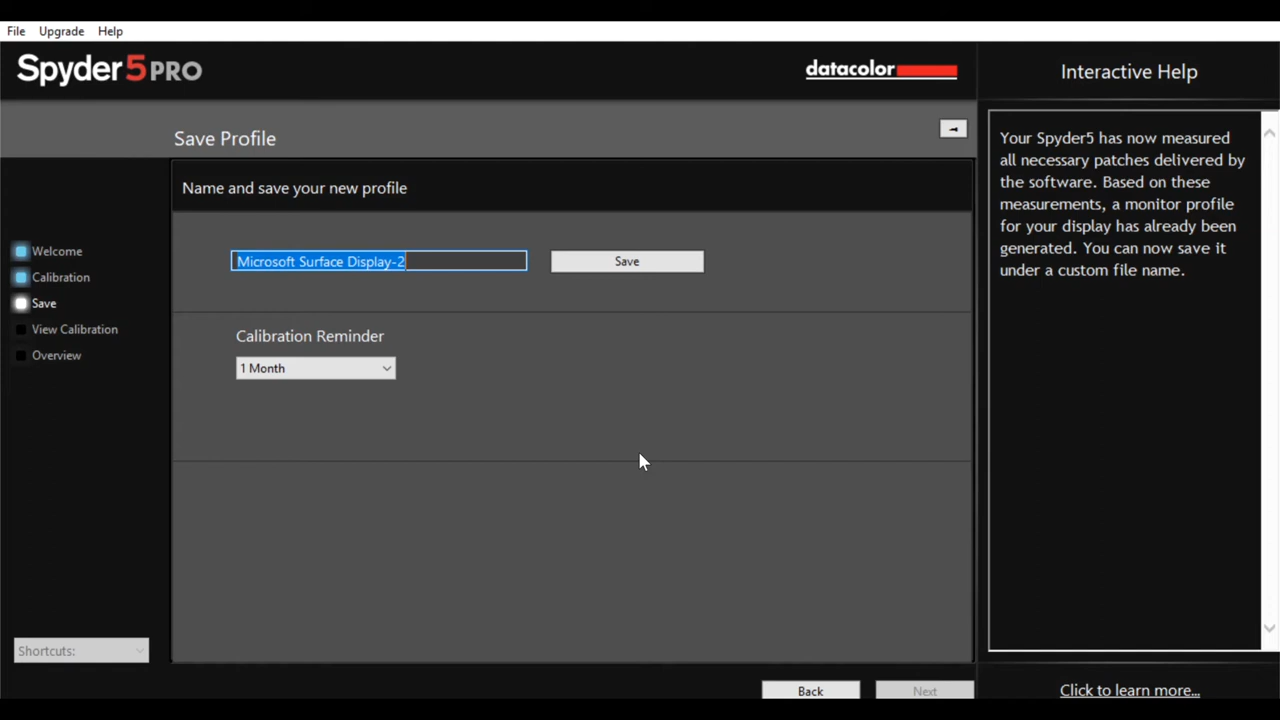 File Upgrade Help
Spyder5PRO
datacolor
Interactive Help
Save Profile
Name and save your new profile
Welcome
Calibration
Save
View Calibration
Overview
Microsoft Surface Display-2
Save
Calibration Reminder
1 Month
Your Spyder5 has now measured
all necessary patches delivered by
the software. Based on these
measurements, a monitor profile
for your display has already been
generated. You can now save it
under a custom file name.
Shortcuts:
Back
Next
Click to learn more...